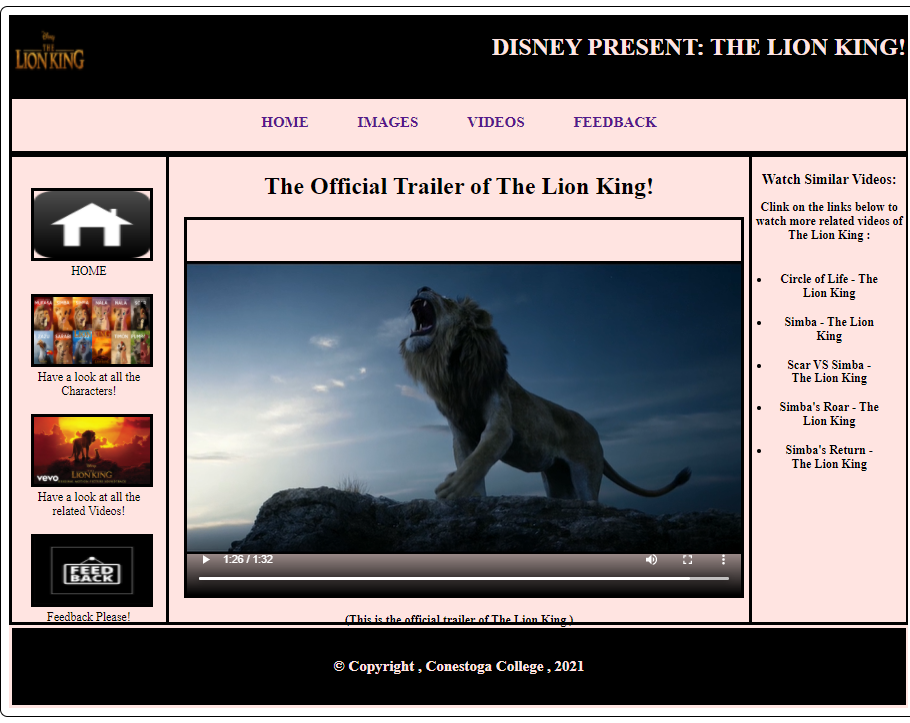 Disney
THE
LION KING
DISNEY PRESENT: THE LION KING!
HOME IMAGES VIDEOS FEEDBACK
HOME
MUFASA SIMBA NALA NALA
Have a look at all the
Characters!
THE
LION KING
vevo
Have a look at all the
related Videos!
FEED
BACK
Feedback Please!
The Official Trailer of The Lion King!
1:26 / 1:32
(This is the official trailer of The Lion King.)
Watch Similar Videos:
Clink on the links below to
watch more related videos of
The Lion King :
Circle of Life - The
Lion King
Simba - The Lion
King
Scar VS Simba -
The Lion King
Simba's Roar - The
Lion King
Simba's Return -
The Lion King
© Copyright , Conestoga College , 2021